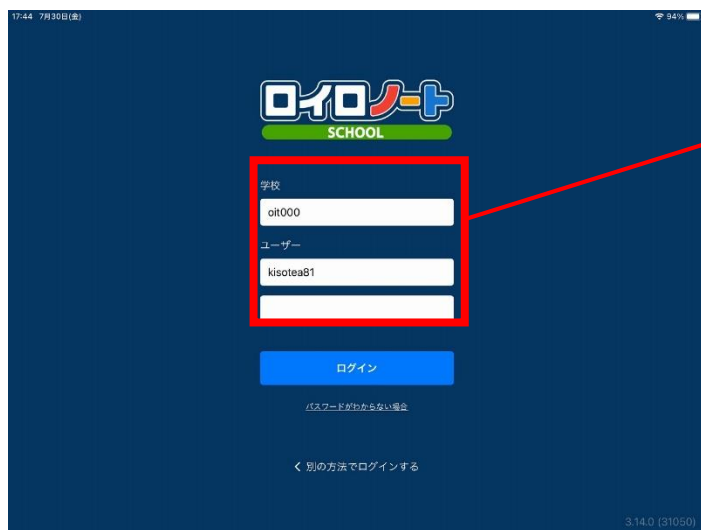 17:44 7月30日(金)
94%
ロイロノート
SCHOOL
学校
oit000
ユーザー
kisotea81
ログイン
パスワードがわからない場合
く 別の方法でログインする
3.14.0 (31050)